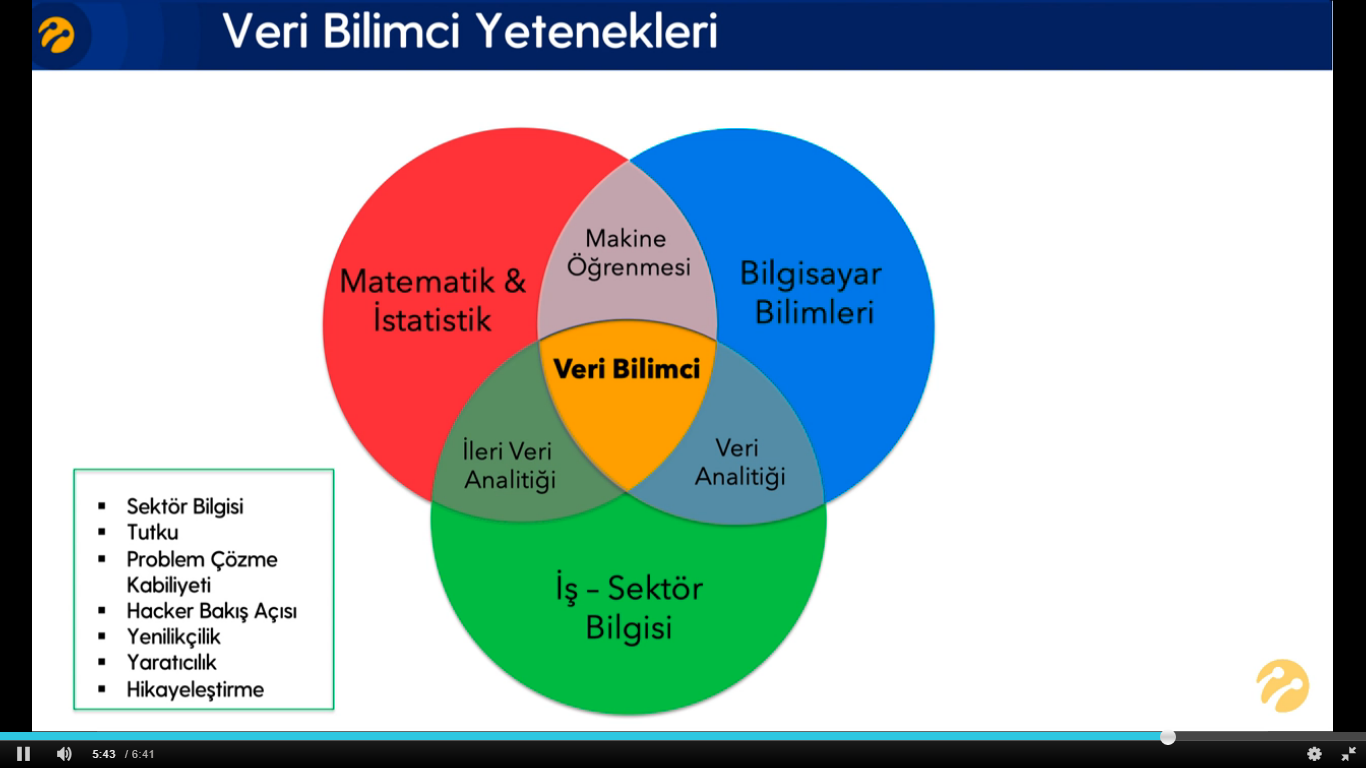 Veri Bilimci Yetenekleri
Makine
Öğrenmesi
Matematik &
İstatistik
Bilgisayar
Bilimleri
Veri Bilimci
İleri Veri
Analitiği
Veri
Analitiği
İş - Sektör
Bilgisi
▪ Sektör Bilgisi
▪ Tutku
▪ Problem Çözme
Kabiliyeti
▪ Hacker Bakış Açısı
▪ Yenilikçilik
▪ Yaratıcılık
▪ Hikayeleştirme
5:43 / 6:41